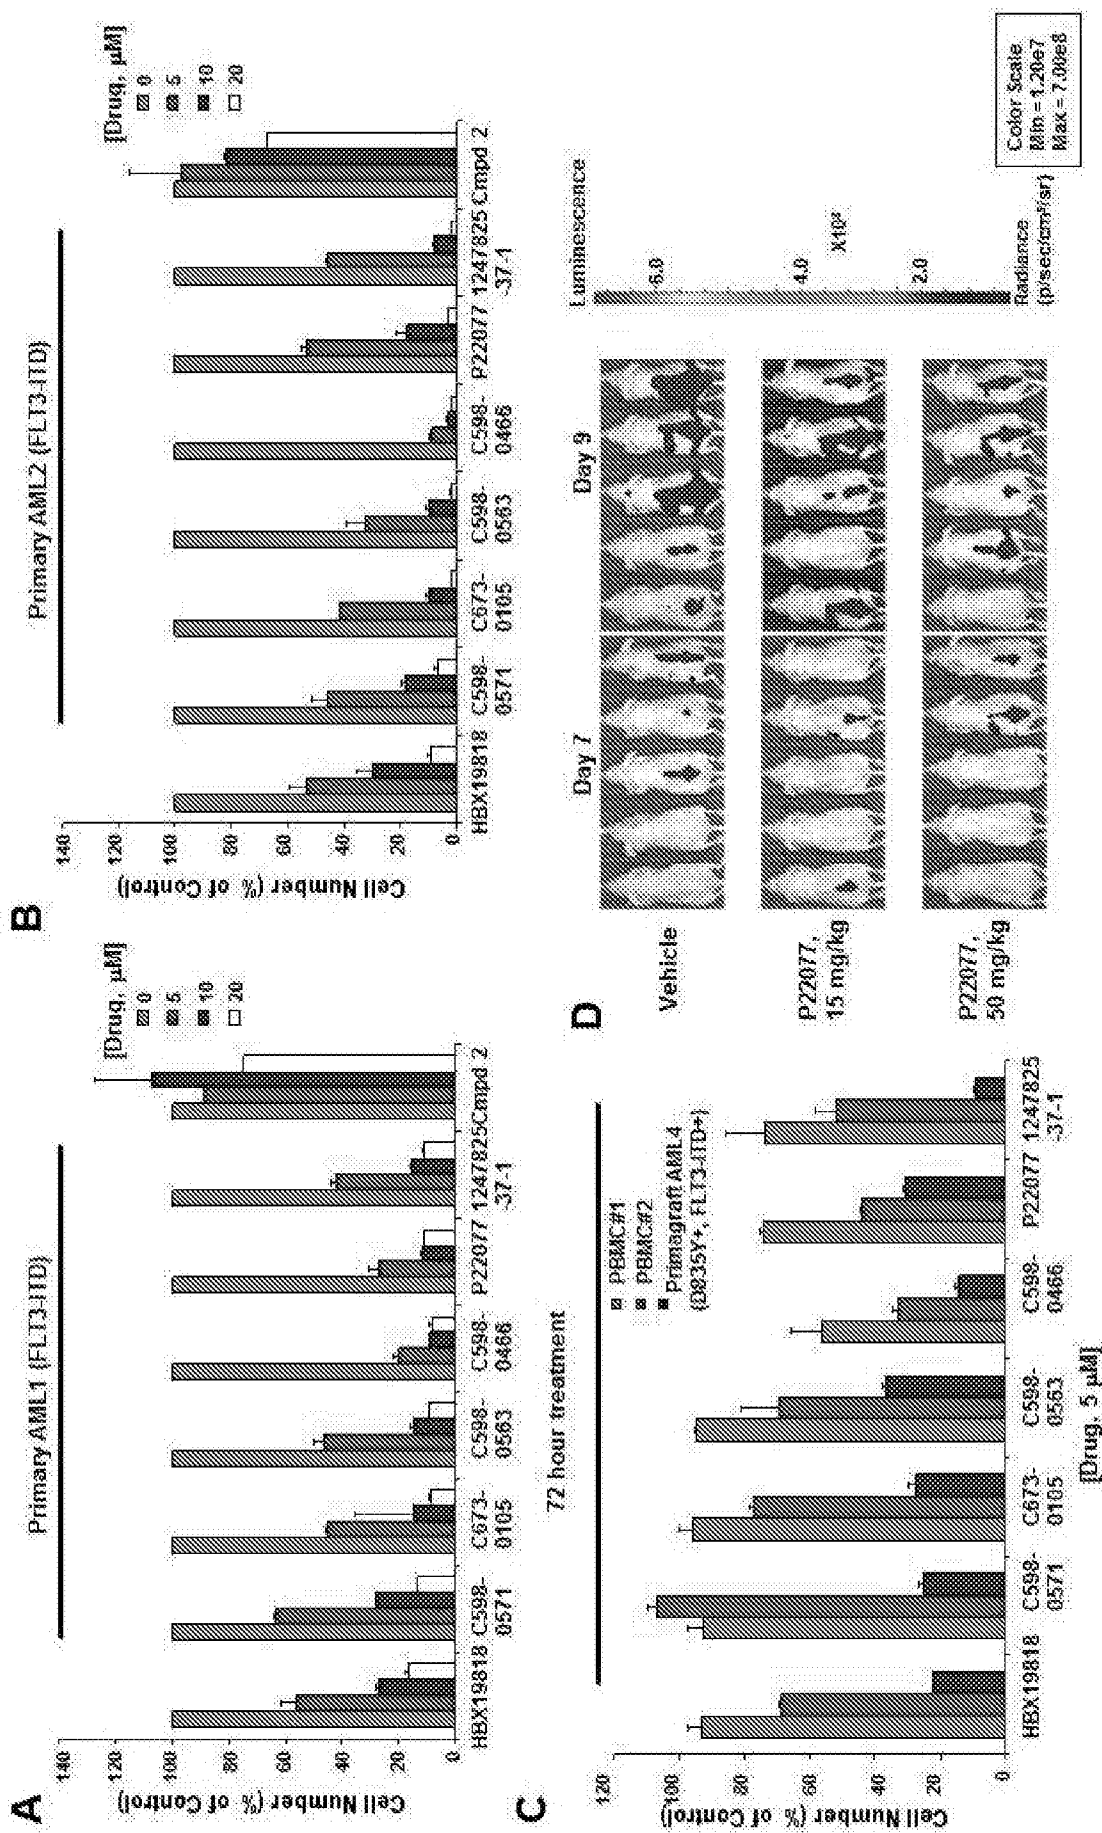 A
Primary AML1 (FLT3-ITD)
[Drug, µM]
0
5
10
20
Cell Number (% of Control)
140
120
100
80
60
40
20
0
HBX19818
C598-
0571
C673-
0105
C598-
0563
C598-
0466
P22077
1247825
-37-1
Cmpd 2
B
Primary AML2 (FLT3-ITD)
[Drug, µM]
0
5
10
20
Cell Number (% of Control)
140
120
100
80
60
40
20
0
HBX19818
C598-
0571
C673-
0105
C598-
0563
C598-
0466
P22077
1247825
-37-1
Cmpd 2
C
72 hour treatment
PBMC#1
PBMC#2
Primagraft AML4
(D835Y+, FLT3-ITD+)
Cell Number (% of Control)
120
100
80
60
40
20
0
HBX19818
C598-
0571
C673-
0105
C598-
0563
C598-
0466
P22077
1247825
-37-1
[Drug, 5 µM]
D
Day 7
Day 9
Vehicle
P22077,
15 mg/kg
P22077,
50 mg/kg
Luminescence
6.0
4.0
2.0
Radiance
(p/sec/cm²/sr)
Color Scale
Min = 1.20e7
Max = 7.00e8